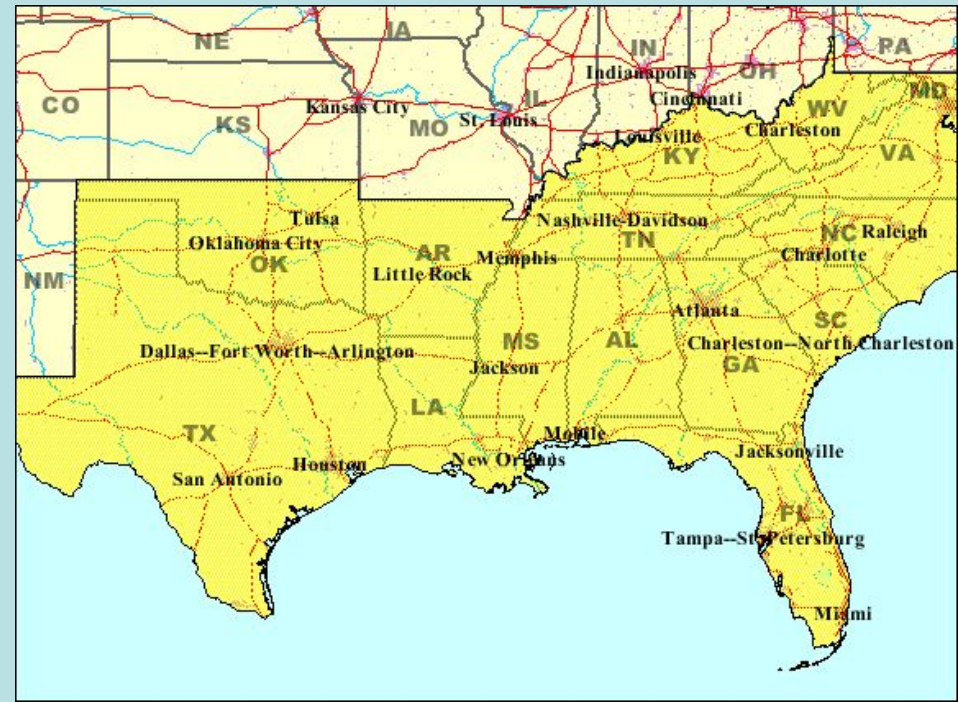 NE
IA
IN
PA
OH
Indianapolis
CO
KS
Kansas City
MO
St. Louis
IL
Cincinnati
MD
WV
Charleston
Louisville
KY
VA
Tulsa
Nashville-Davidson
Oklahoma City
OK
AR
Little Rock
Memphis
TN
NC
Raleigh
Charlotte
NM
Atlanta
SC
Dallas--Fort Worth--Arlington
MS
AL
Charleston--North Charleston
Jackson
GA
LA
TX
Mobile
San Antonio
Houston
New Orleans
Jacksonville
FL
Tampa--St. Petersburg
Miami